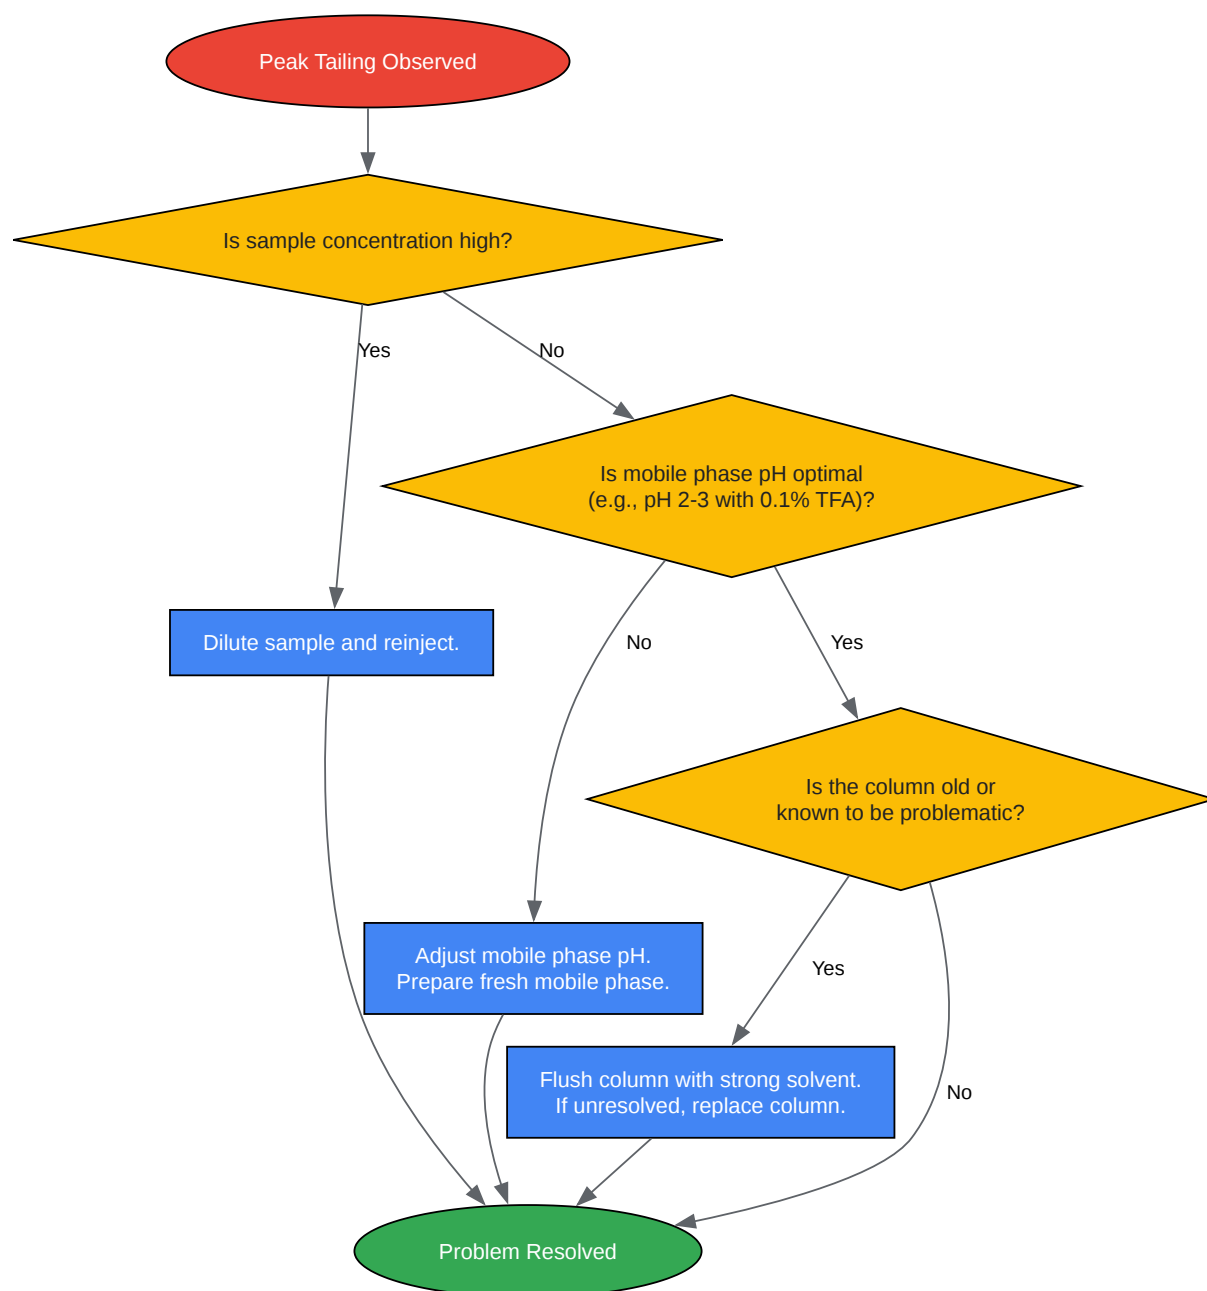 Peak Tailing Observed
Is sample concentration high?
Yes
No
Is mobile phase pH optimal
(e.g., pH 2-3 with 0.1% TFA)?
Dilute sample and reinject.
No
Yes
Is the column old or
known to be problematic?
Adjust mobile phase pH.
Prepare fresh mobile phase.
Yes
Flush column with strong solvent.
If unresolved, replace column.
No
Problem Resolved